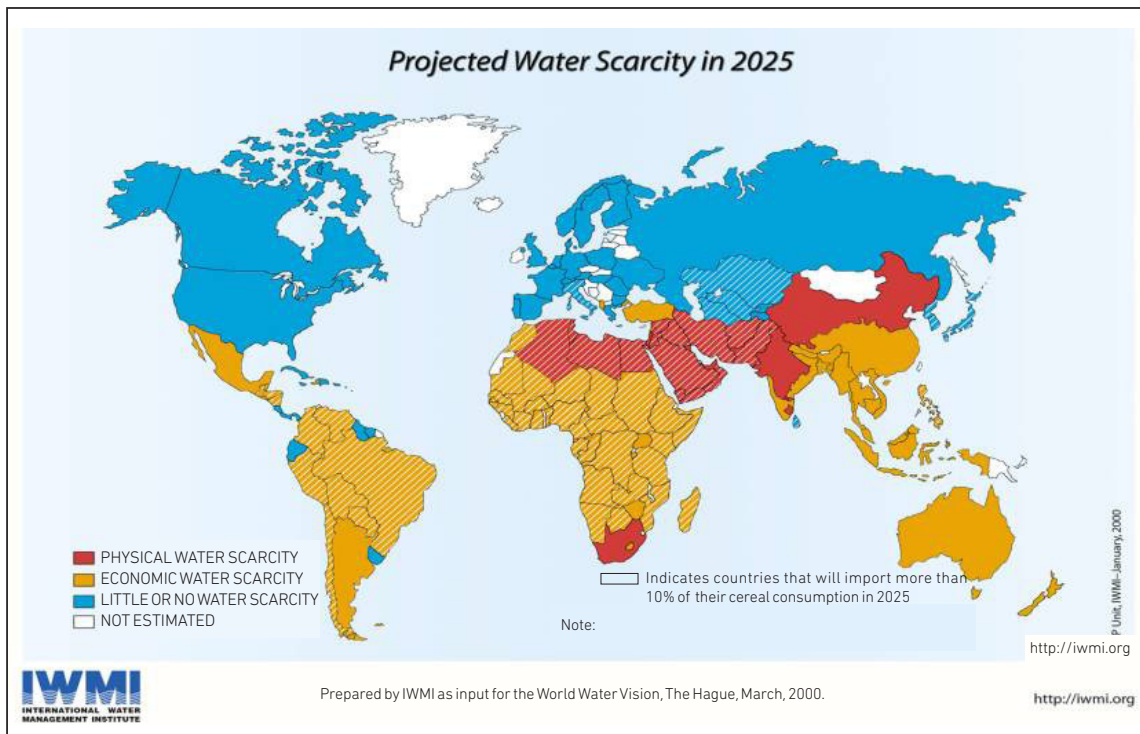 Projected Water Scarcity in 2025
PHYSICAL WATER SCARCITY
ECONOMIC WATER SCARCITY
LITTLE OR NO WATER SCARCITY
NOT ESTIMATED
Indicates countries that will import more than
10% of their cereal consumption in 2025
Note:
P Unit, IWMI-January, 2000
http://iwmi.org
IWMI
INTERNATIONAL WATER
MANAGEMENT INSTITUTE
Prepared by IWMI as input for the World Water Vision, The Hague, March, 2000.
http://iwmi.org